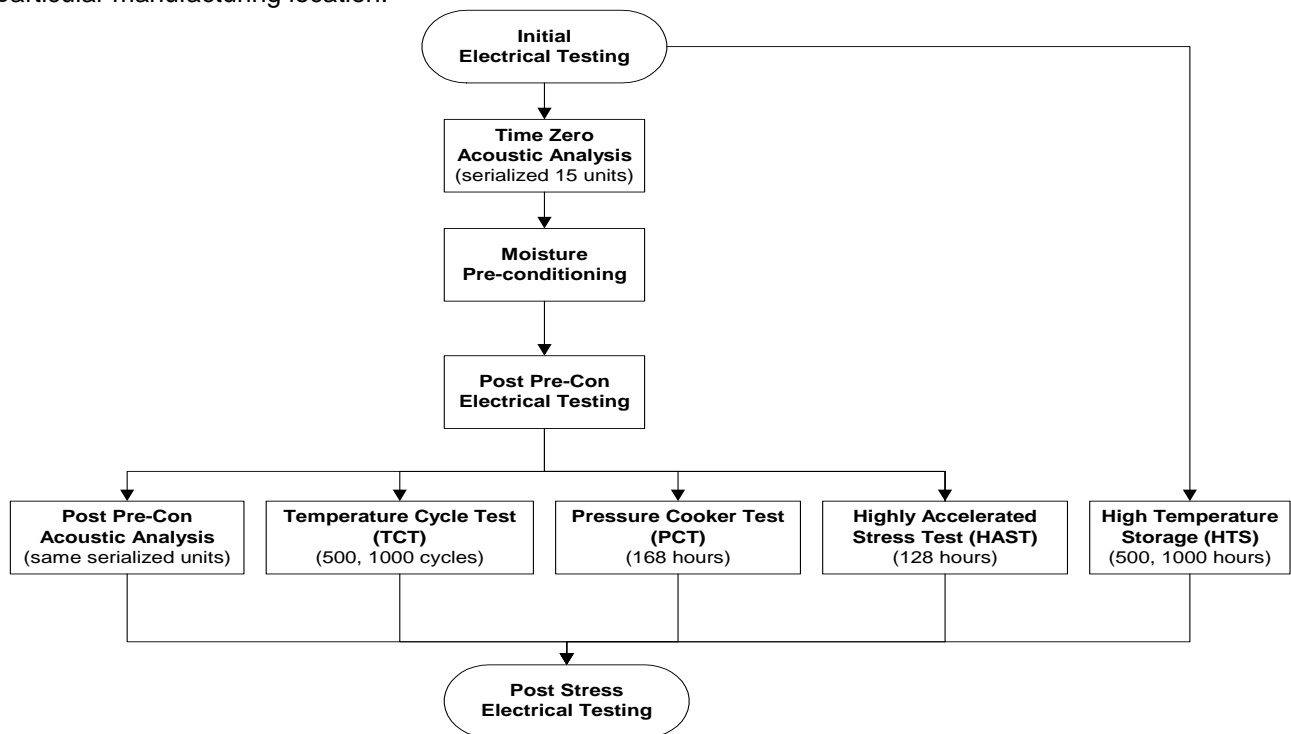 particular manufacturing location.
Initial
Electrical Testing
Time Zero
Acoustic Analysis
(serialized 15 units)
Moisture
Pre-conditioning
Post Pre-Con
Electrical Testing
Post Pre-Con
Acoustic Analysis
(same serialized units)
Temperature Cycle Test
(TCT)
(500, 1000 cycles)
Pressure Cooker Test
(PCT)
(168 hours)
Highly Accelerated
Stress Test (HAST)
(128 hours)
High Temperature
Storage (HTS)
(500, 1000 hours)
Post Stress
Electrical Testing